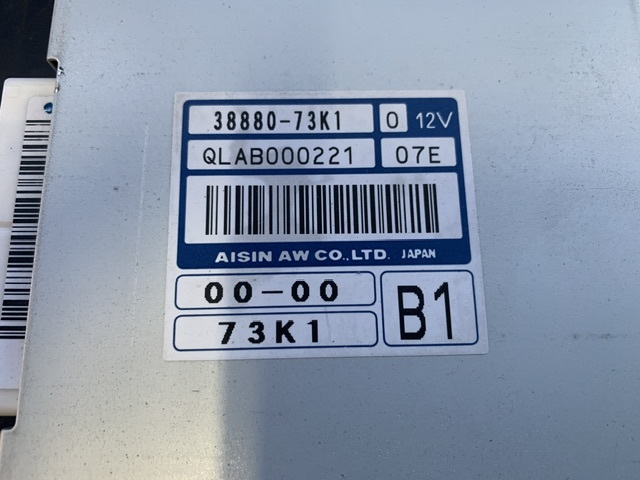 38880-73K1 0 12V
QLAB000221 07E
AISIN AW CO.,LTD. JAPAN
00-00
73K1 B1